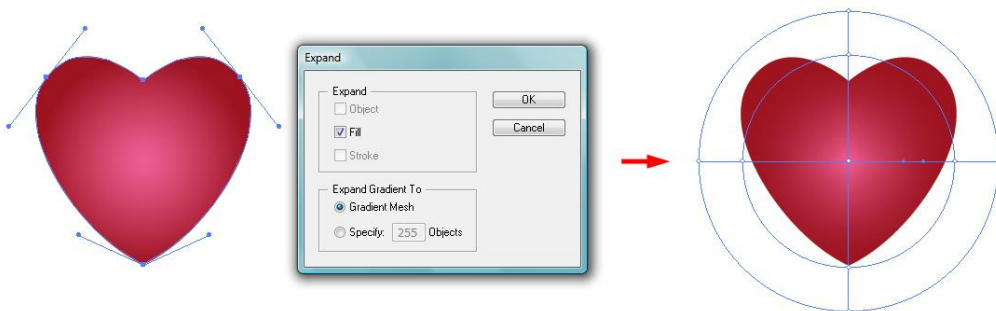 Expand
Expand
Object
Fill
Stroke
OK
Cancel
Expand Gradient To
Gradient Mesh
Specify: 255 Objects